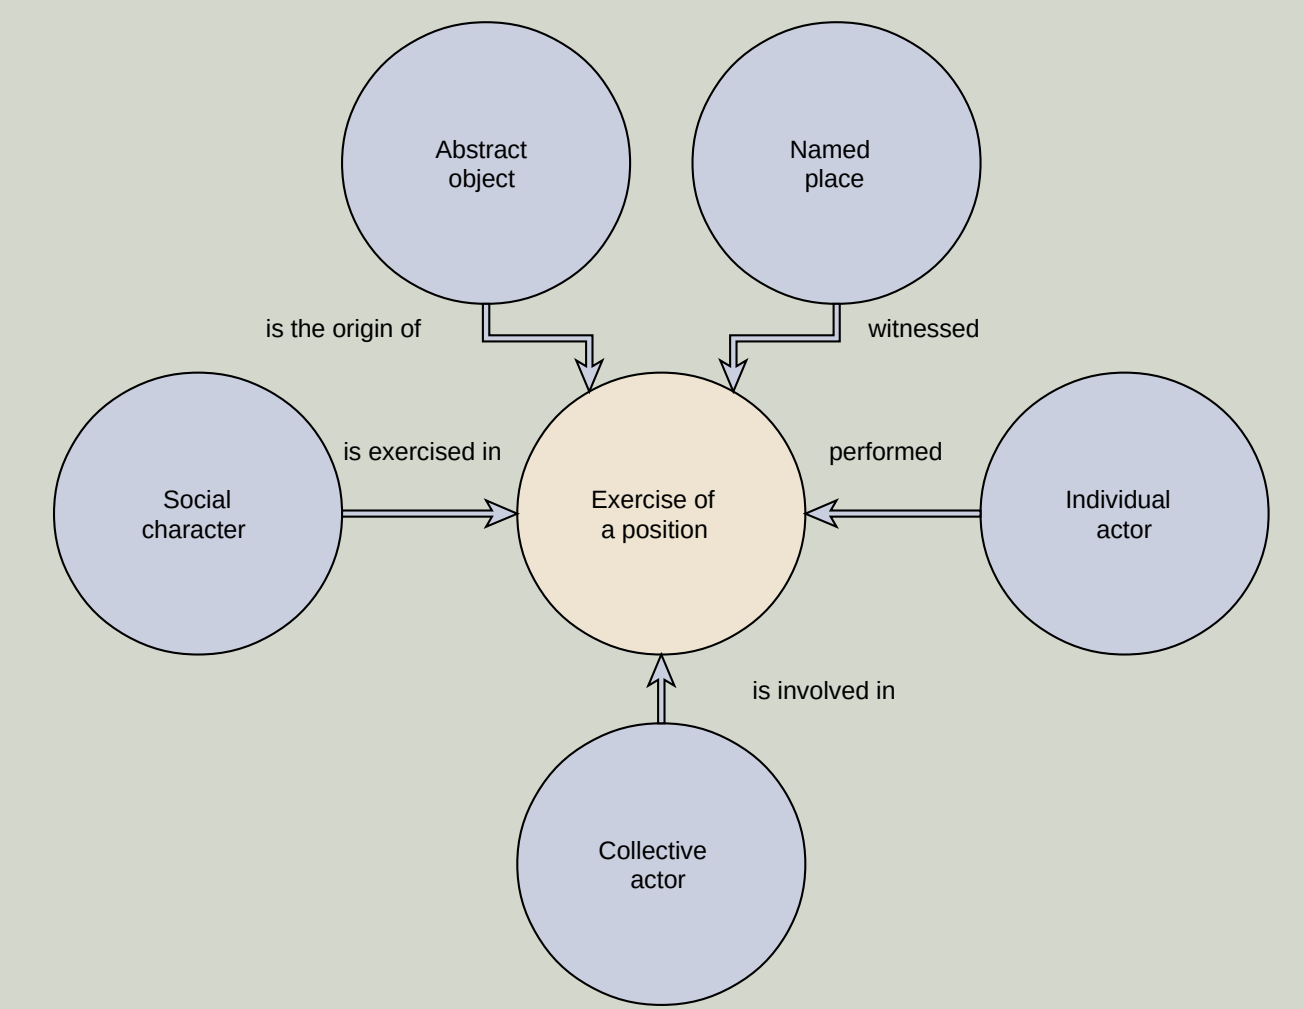 Abstract
object
Named
place
is the origin of
witnessed
is exercised in
performed
Social
character
Exercise of
a position
Individual
actor
is involved in
Collective
actor